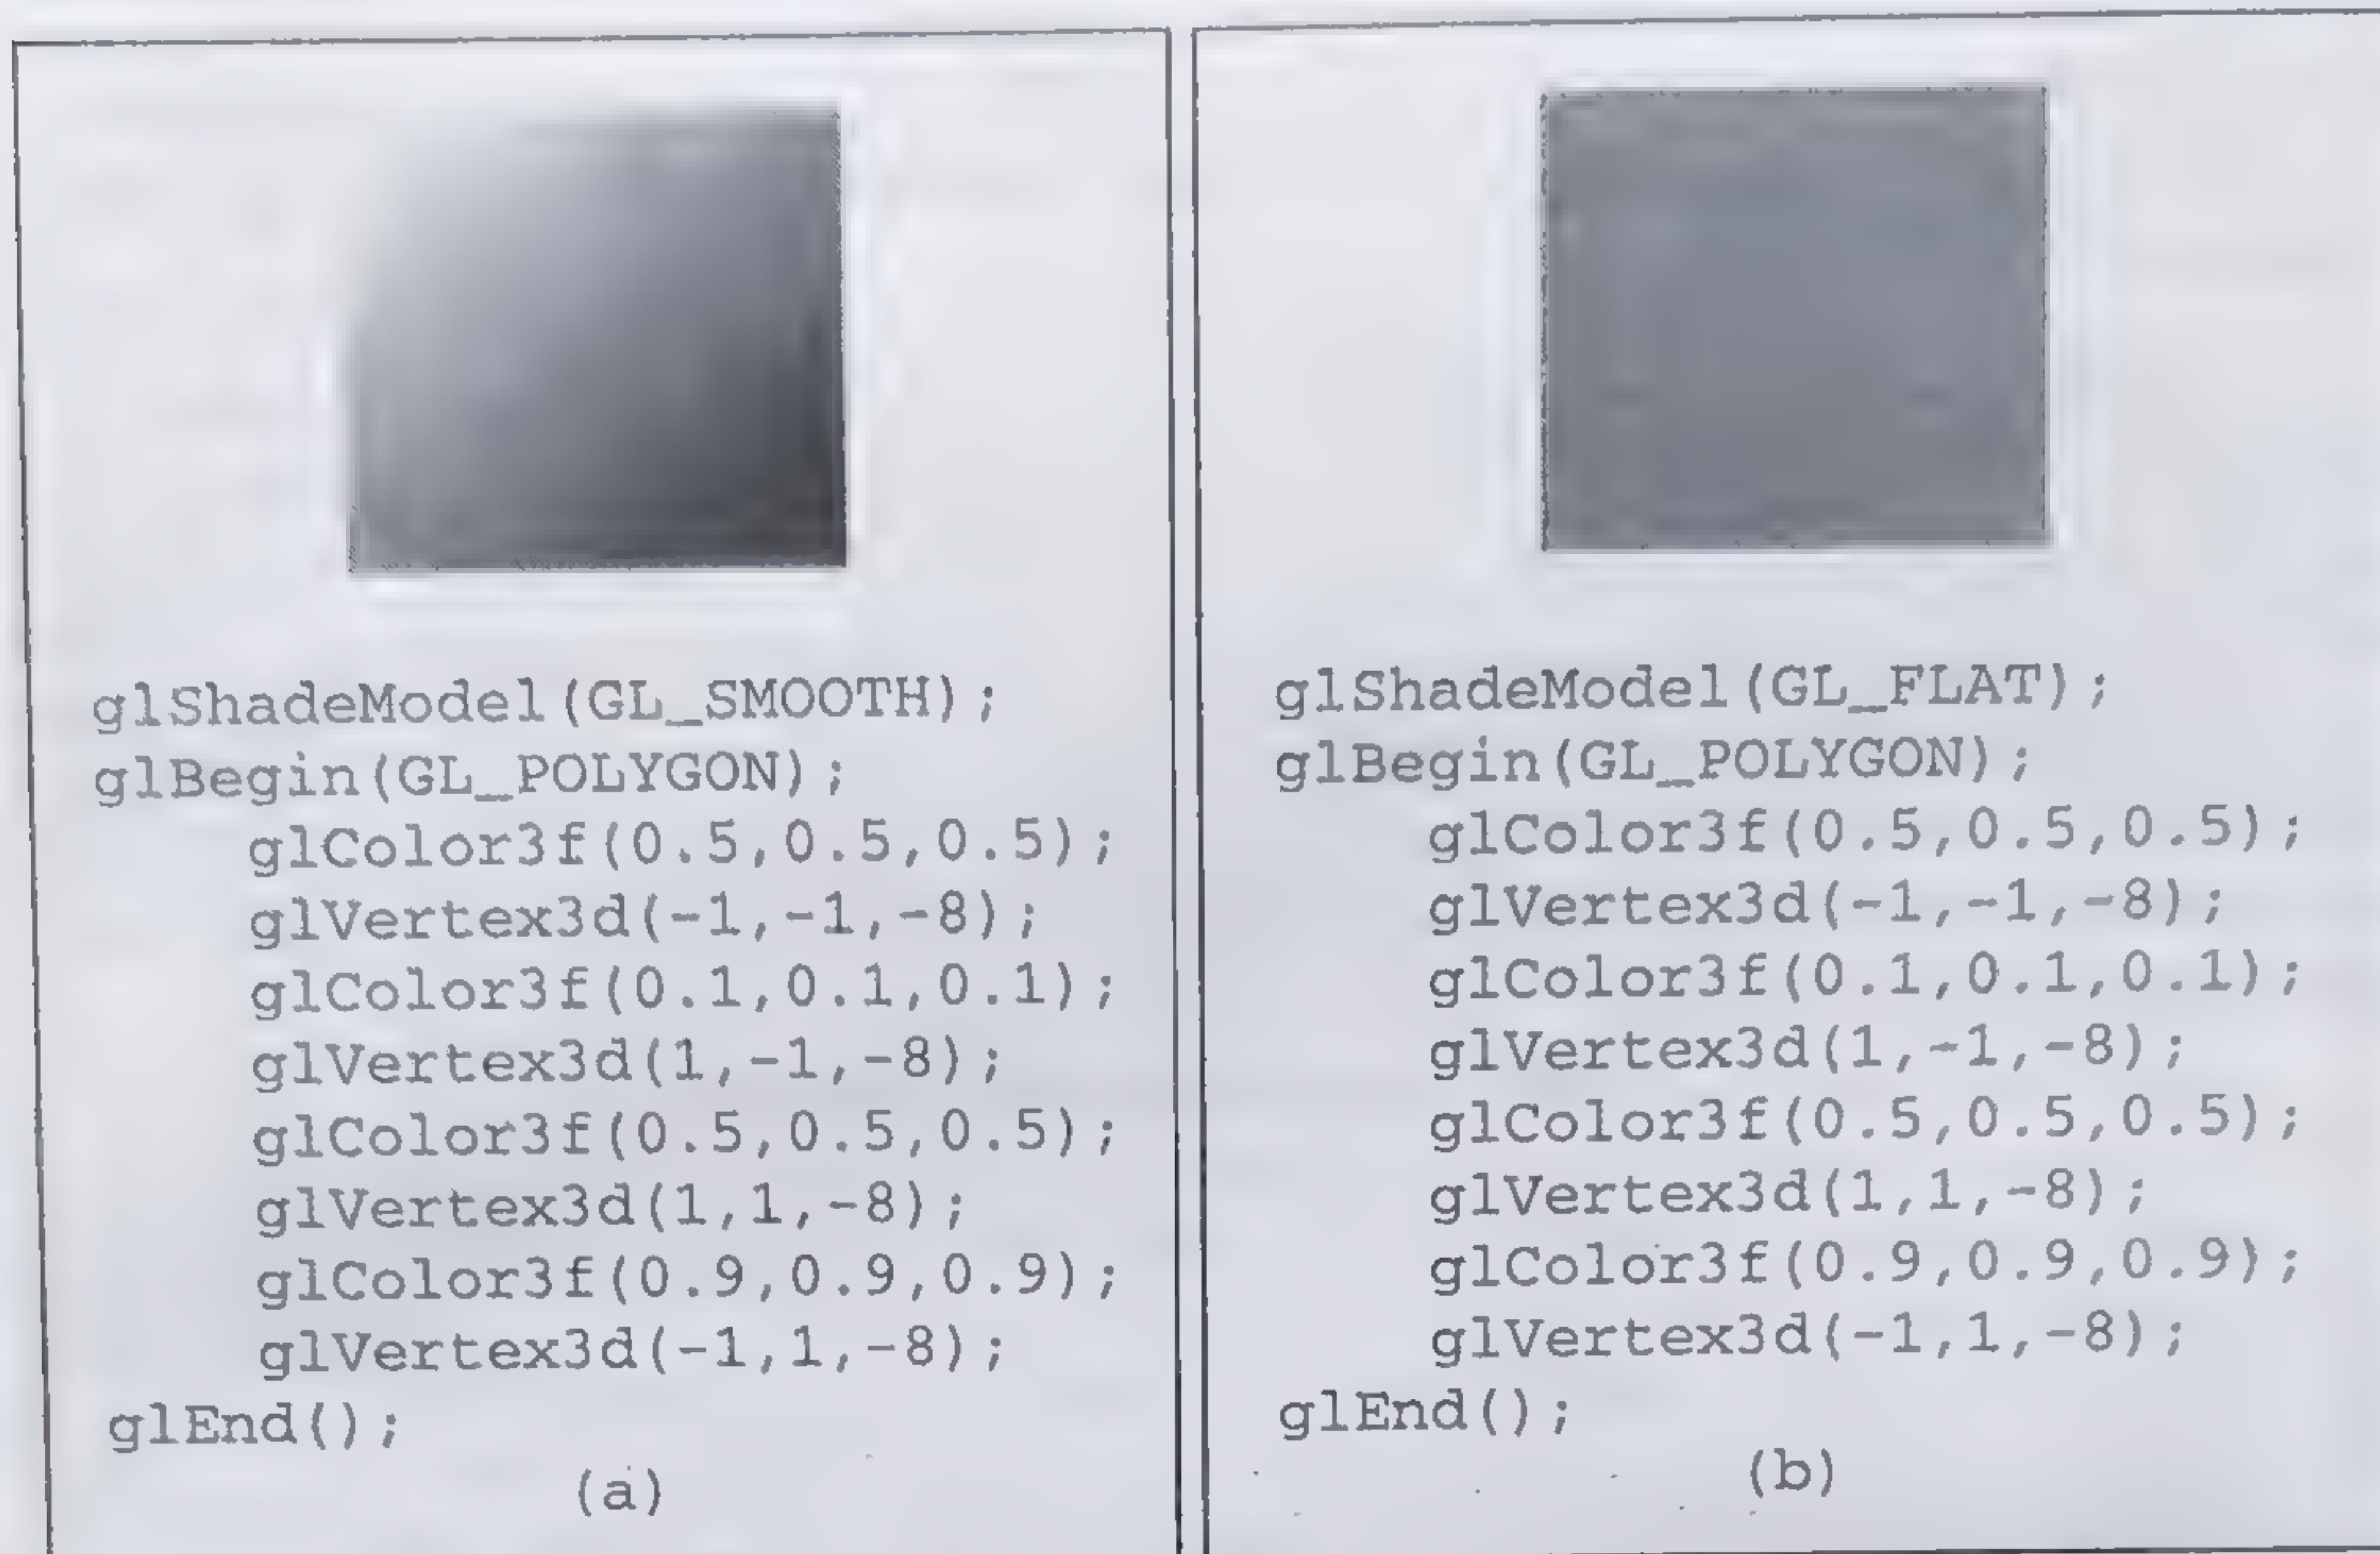 glShadeModel(GL_SMOOTH);
glBegin(GL_POLYGON);
glColor3f(0.5,0.5,0.5);
glVertex3d(-1,-1,-8);
glColor3f(0.1,0.1,0.1);
glVertex3d(1,-1,-8);
glColor3f(0.5,0.5,0.5);
glVertex3d(1,1,-8);
glColor3f(0.9,0.9,0.9);
glVertex3d(-1,1,-8);
glEnd();
(a)
glShadeModel(GL_FLAT);
glBegin(GL_POLYGON);
glColor3f(0.5,0.5,0.5);
glVertex3d(-1,-1,-8);
glColor3f(0.1,0.1,0.1);
glVertex3d(1,-1,-8);
glColor3f(0.5,0.5,0.5);
glVertex3d(1,1,-8);
glColor3f(0.9,0.9,0.9);
glVertex3d(-1,1,-8);
glEnd();
(b)